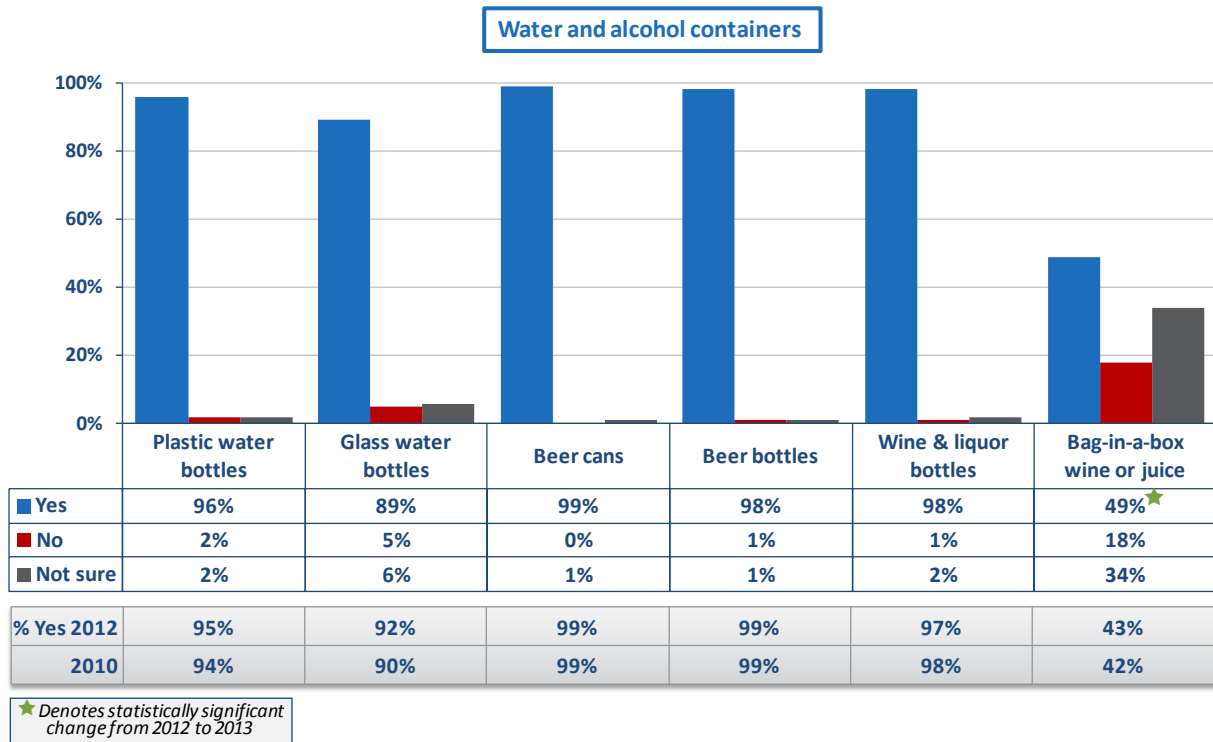 Water and alcohol containers
100%
80%
60%
40%
20%
0%
Plastic water bottles Glass water bottles Beer cans Beer bottles Wine & liquor bottles Bag-in-a-box wine or juice
Yes 96% 89% 99% 98% 98% 49%
No 2% 5% 0% 1% 1% 18%
Not sure 2% 6% 1% 1% 2% 34%
% Yes 2012 95% 92% 99% 99% 97% 43%
2010 94% 90% 99% 99% 98% 42%
Denotes statistically significant
change from 2012 to 2013